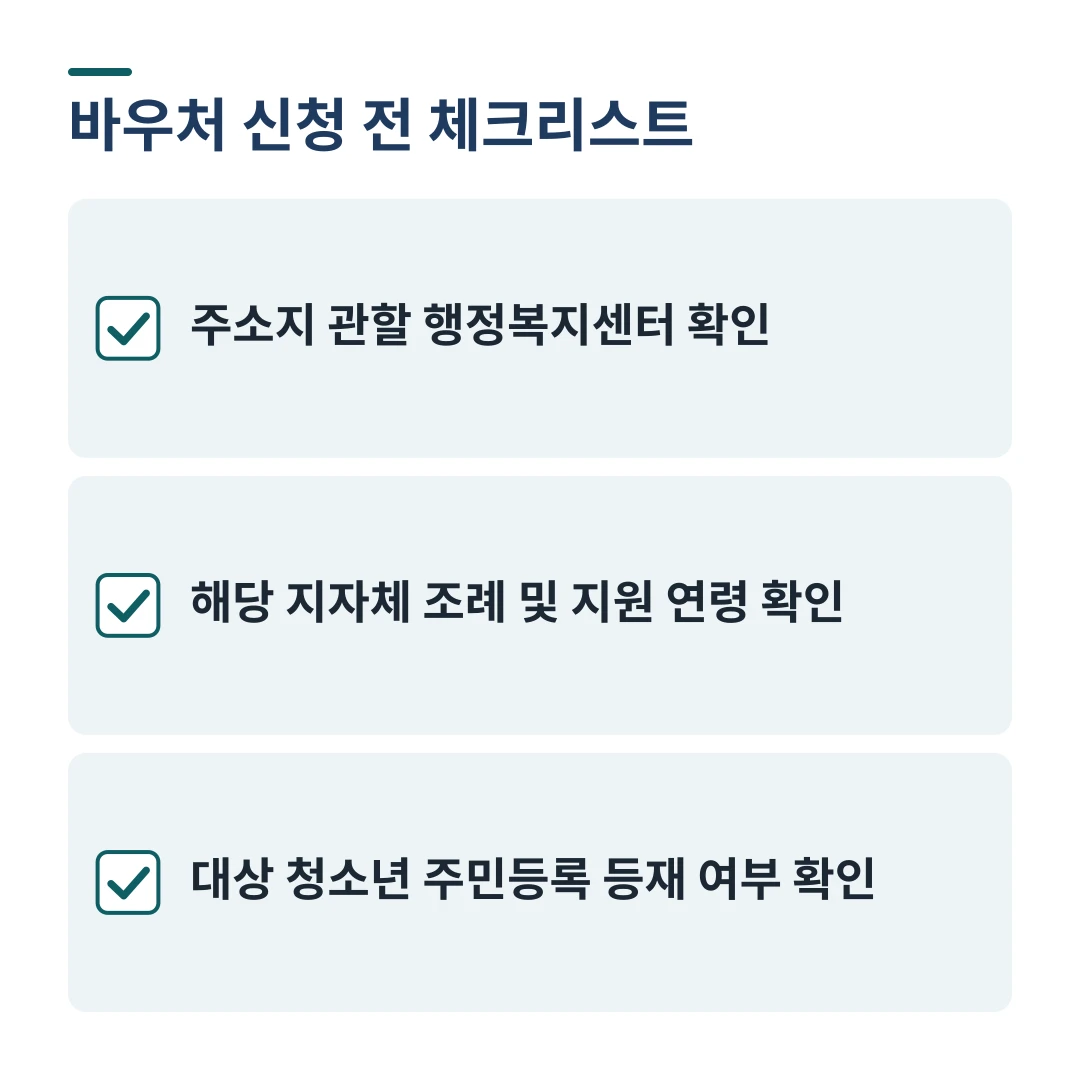 바우처 신청 전 체크리스트
주소지 관할 행정복지센터 확인
해당 지자체 조례 및 지원 연령 확인
대상 청소년 주민등록 등재 여부 확인